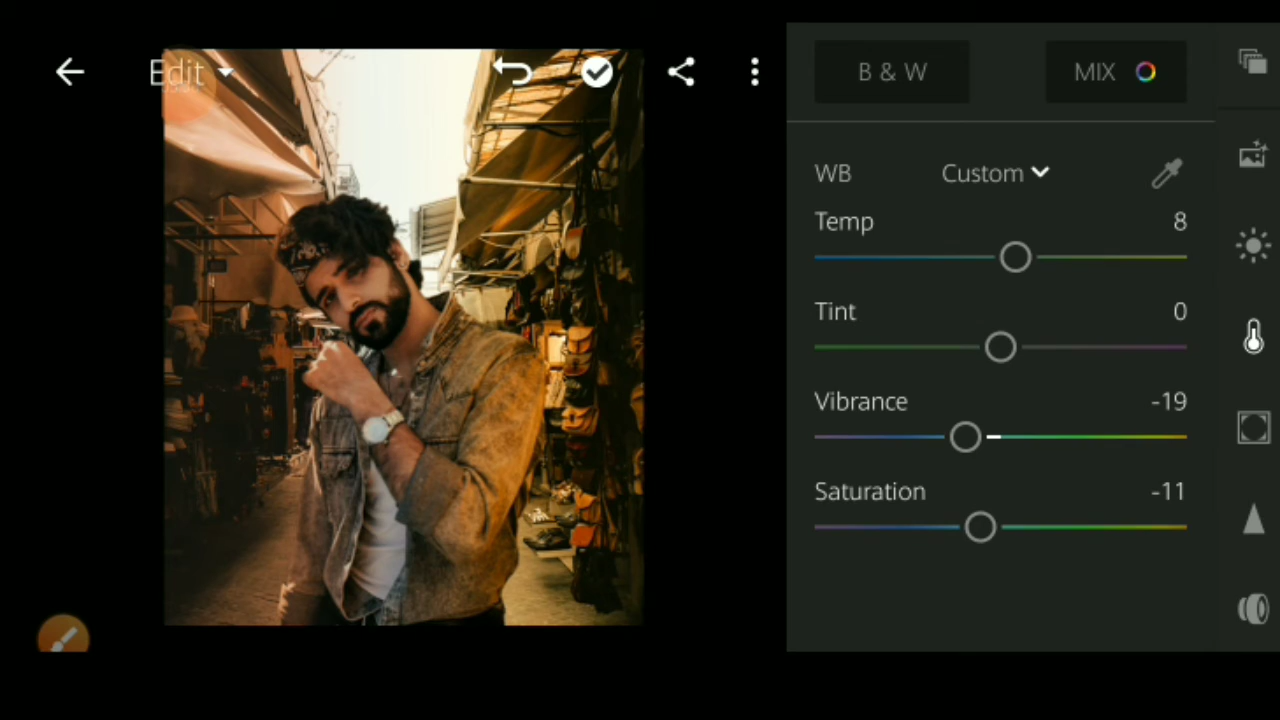 Edit
B & W
MIX
WB
Custom
Temp
8
Tint
0
Vibrance
-19
Saturation
-11